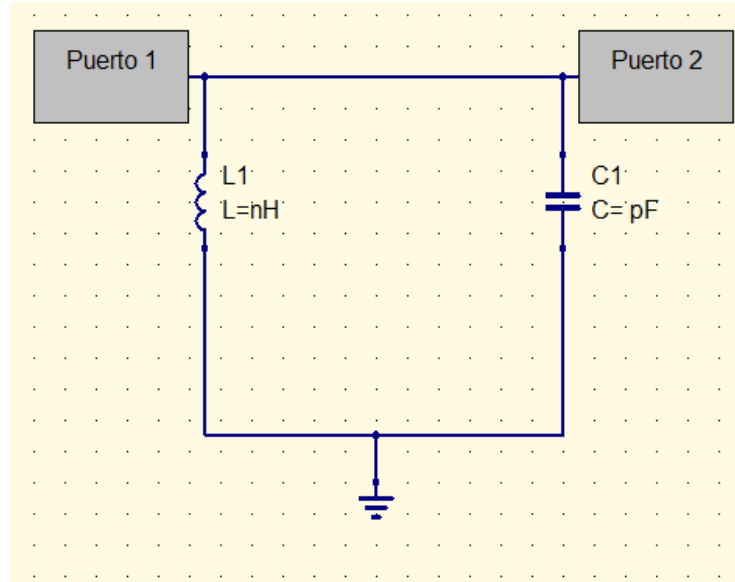 Puerto 1
Puerto 2
L1
L=nH
C1
C= pF